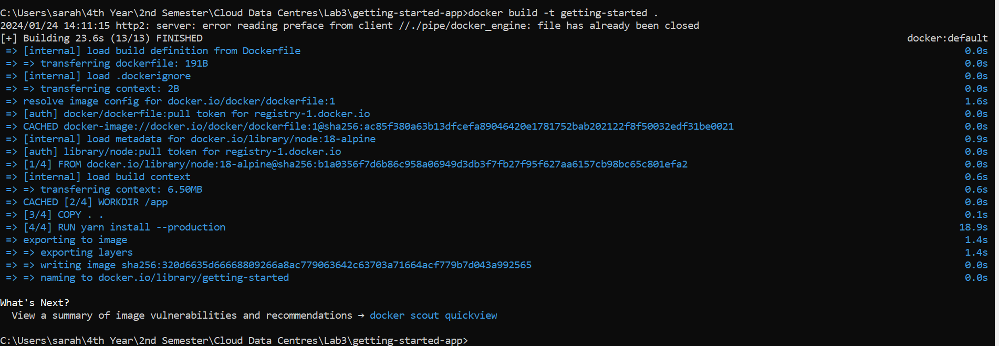 C:\Users\sarah\4th Year\2nd Semester\Cloud Data Centres\Lab3\getting-started-app>docker build -t getting-started .
2024/01/24 14:11:15 http2: server: error reading preface from client //./pipe/docker_engine: file has already been closed
[+] Building 23.6s (13/13) FINISHED docker:default
=> [internal] load build definition from Dockerfile 0.0s
=> => transferring dockerfile: 191B 0.0s
=> [internal] load .dockerignore 0.0s
=> => transferring context: 2B 0.0s
=> resolve image config for docker.io/docker/dockerfile:1 1.6s
=> [auth] docker/dockerfile:pull token for registry-1.docker.io 0.0s
=> CACHED docker-image://docker.io/docker/dockerfile:1@sha256:ac85f380a63b13dfcefa89046420e1781752bab202122f8f50032edf31be0021 0.0s
=> [internal] load metadata for docker.io/library/node:18-alpine 0.9s
=> [auth] library/node:pull token for registry-1.docker.io 0.0s
=> [1/4] FROM docker.io/library/node:18-alpine@sha256:b1a0356f7d6b86c958a06949d3db3f7fb27f95f627aa6157cb98bc65c801efa2 0.0s
=> [internal] load build context 0.6s
=> => transferring context: 6.50MB 0.6s
=> CACHED [2/4] WORKDIR /app 0.0s
=> [3/4] COPY . . 0.1s
=> [4/4] RUN yarn install --production 18.9s
=> exporting to image 1.4s
=> => exporting layers 1.4s
=> => writing image sha256:320d6635d66668809266a8ac779063642c63703a71664acf779b7d043a992565 0.0s
=> => naming to docker.io/library/getting-started 0.0s
What's Next?
View a summary of image vulnerabilities and recommendations → docker scout quickview
C:\Users\sarah\4th Year\2nd Semester\Cloud Data Centres\Lab3\getting-started-app>